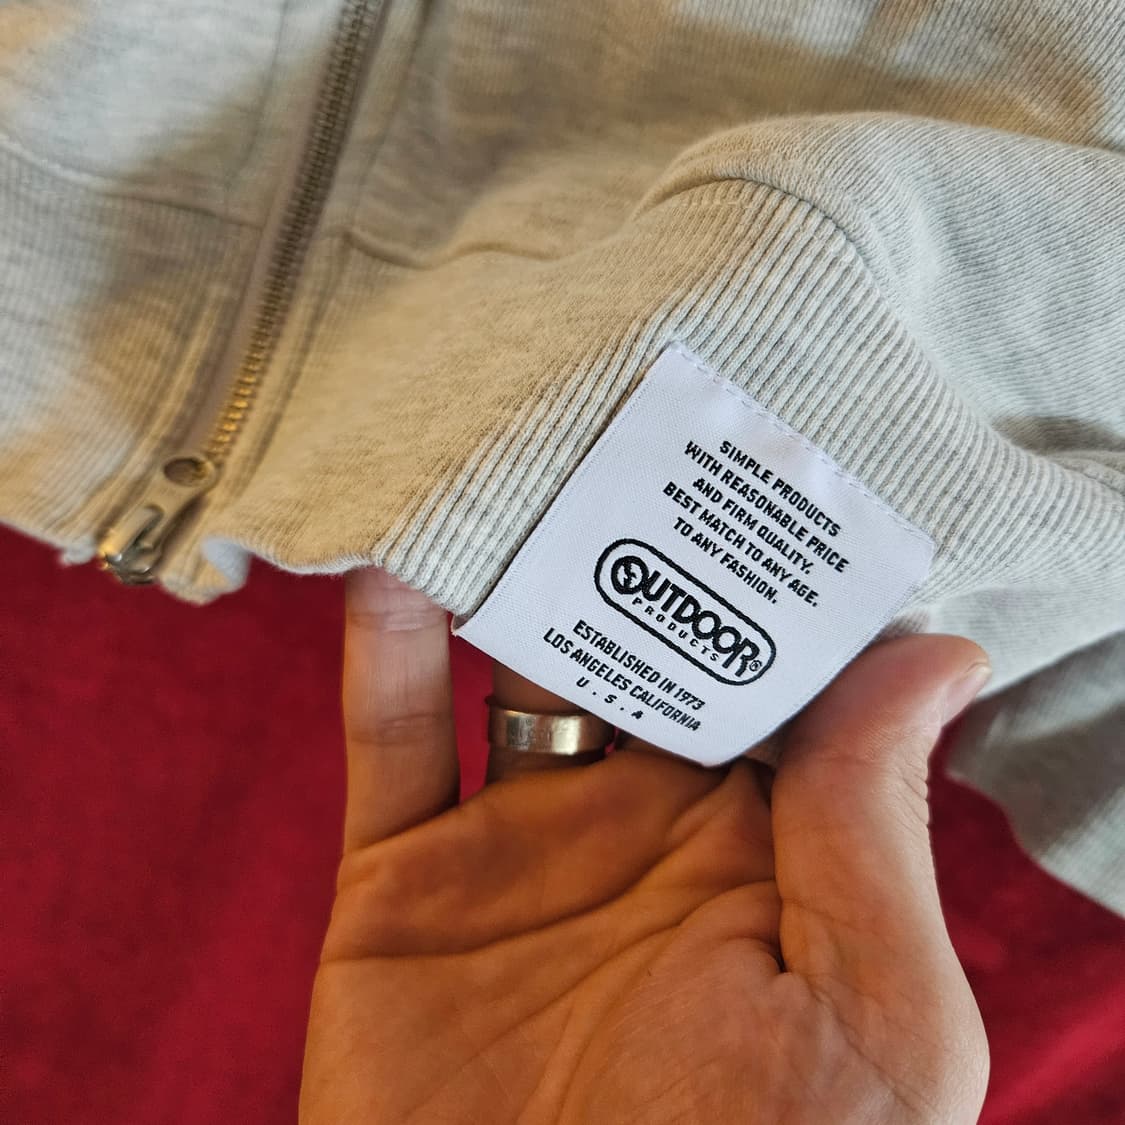 SIMPLE PRODUCTS
WITH REASONABLE PRICE
AND FIRM QUALITY.
BEST MATCH TO ANY AGE.
TO ANY FASHION.
OUTDOOR®
PRODUCTS
ESTABLISHED IN 1973
LOS ANGELES CALIFORNIA
U.S.A